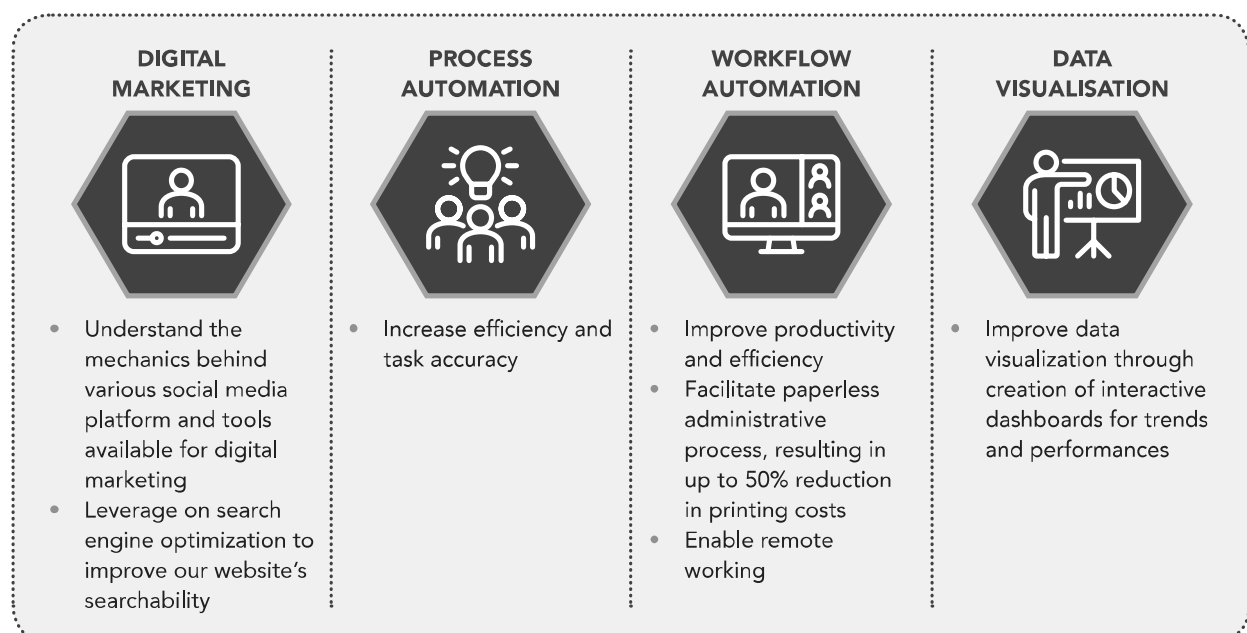 DIGITAL
MARKETING
• Understand the
mechanics behind
various social media
platform and tools
available for digital
marketing
• Leverage on search
engine optimization to
improve our website's
searchability
PROCESS
AUTOMATION
• Increase efficiency and
task accuracy
WORKFLOW
AUTOMATION
• Improve productivity
and efficiency
• Facilitate paperless
administrative
process, resulting in
up to 50% reduction
in printing costs
• Enable remote
working
DATA
VISUALISATION
• Improve data
visualization through
creation of interactive
dashboards for trends
and performances